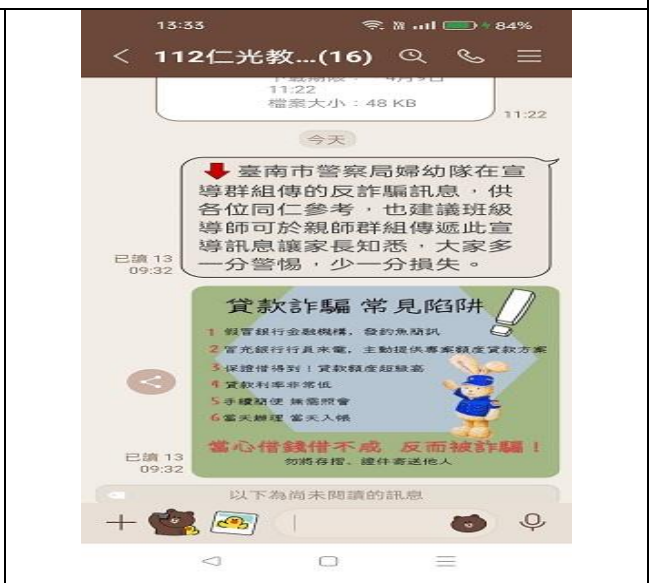 13:33
84%
112仁光教...(16)
下載期限： 4月9日
11:22
檔案大小：48 KB
11:22
今天
臺南市警察局婦幼隊在宣
導群組傳的反詐騙訊息，供
各位同仁參考，也建議班級
導師可於親師群組傳遞此宣
導訊息讓家長知悉，大家多
一分警惕，少一分損失。
已讀 13
09:32
貸款詐騙 常見陷阱
1 假冒銀行金融機構，發釣魚簡訊
2 冒充銀行行員來電，主動提供專案額度貸款方案
3 保證借得到！貸款額度超級高
4 貸款利率非常低
5 手續簡便 無需照會
6 當天辦理 當天入帳
當心借錢借不成 反而被詐騙！
勿將存摺、證件寄送他人
已讀 13
09:32
以下為尚未閱讀的訊息